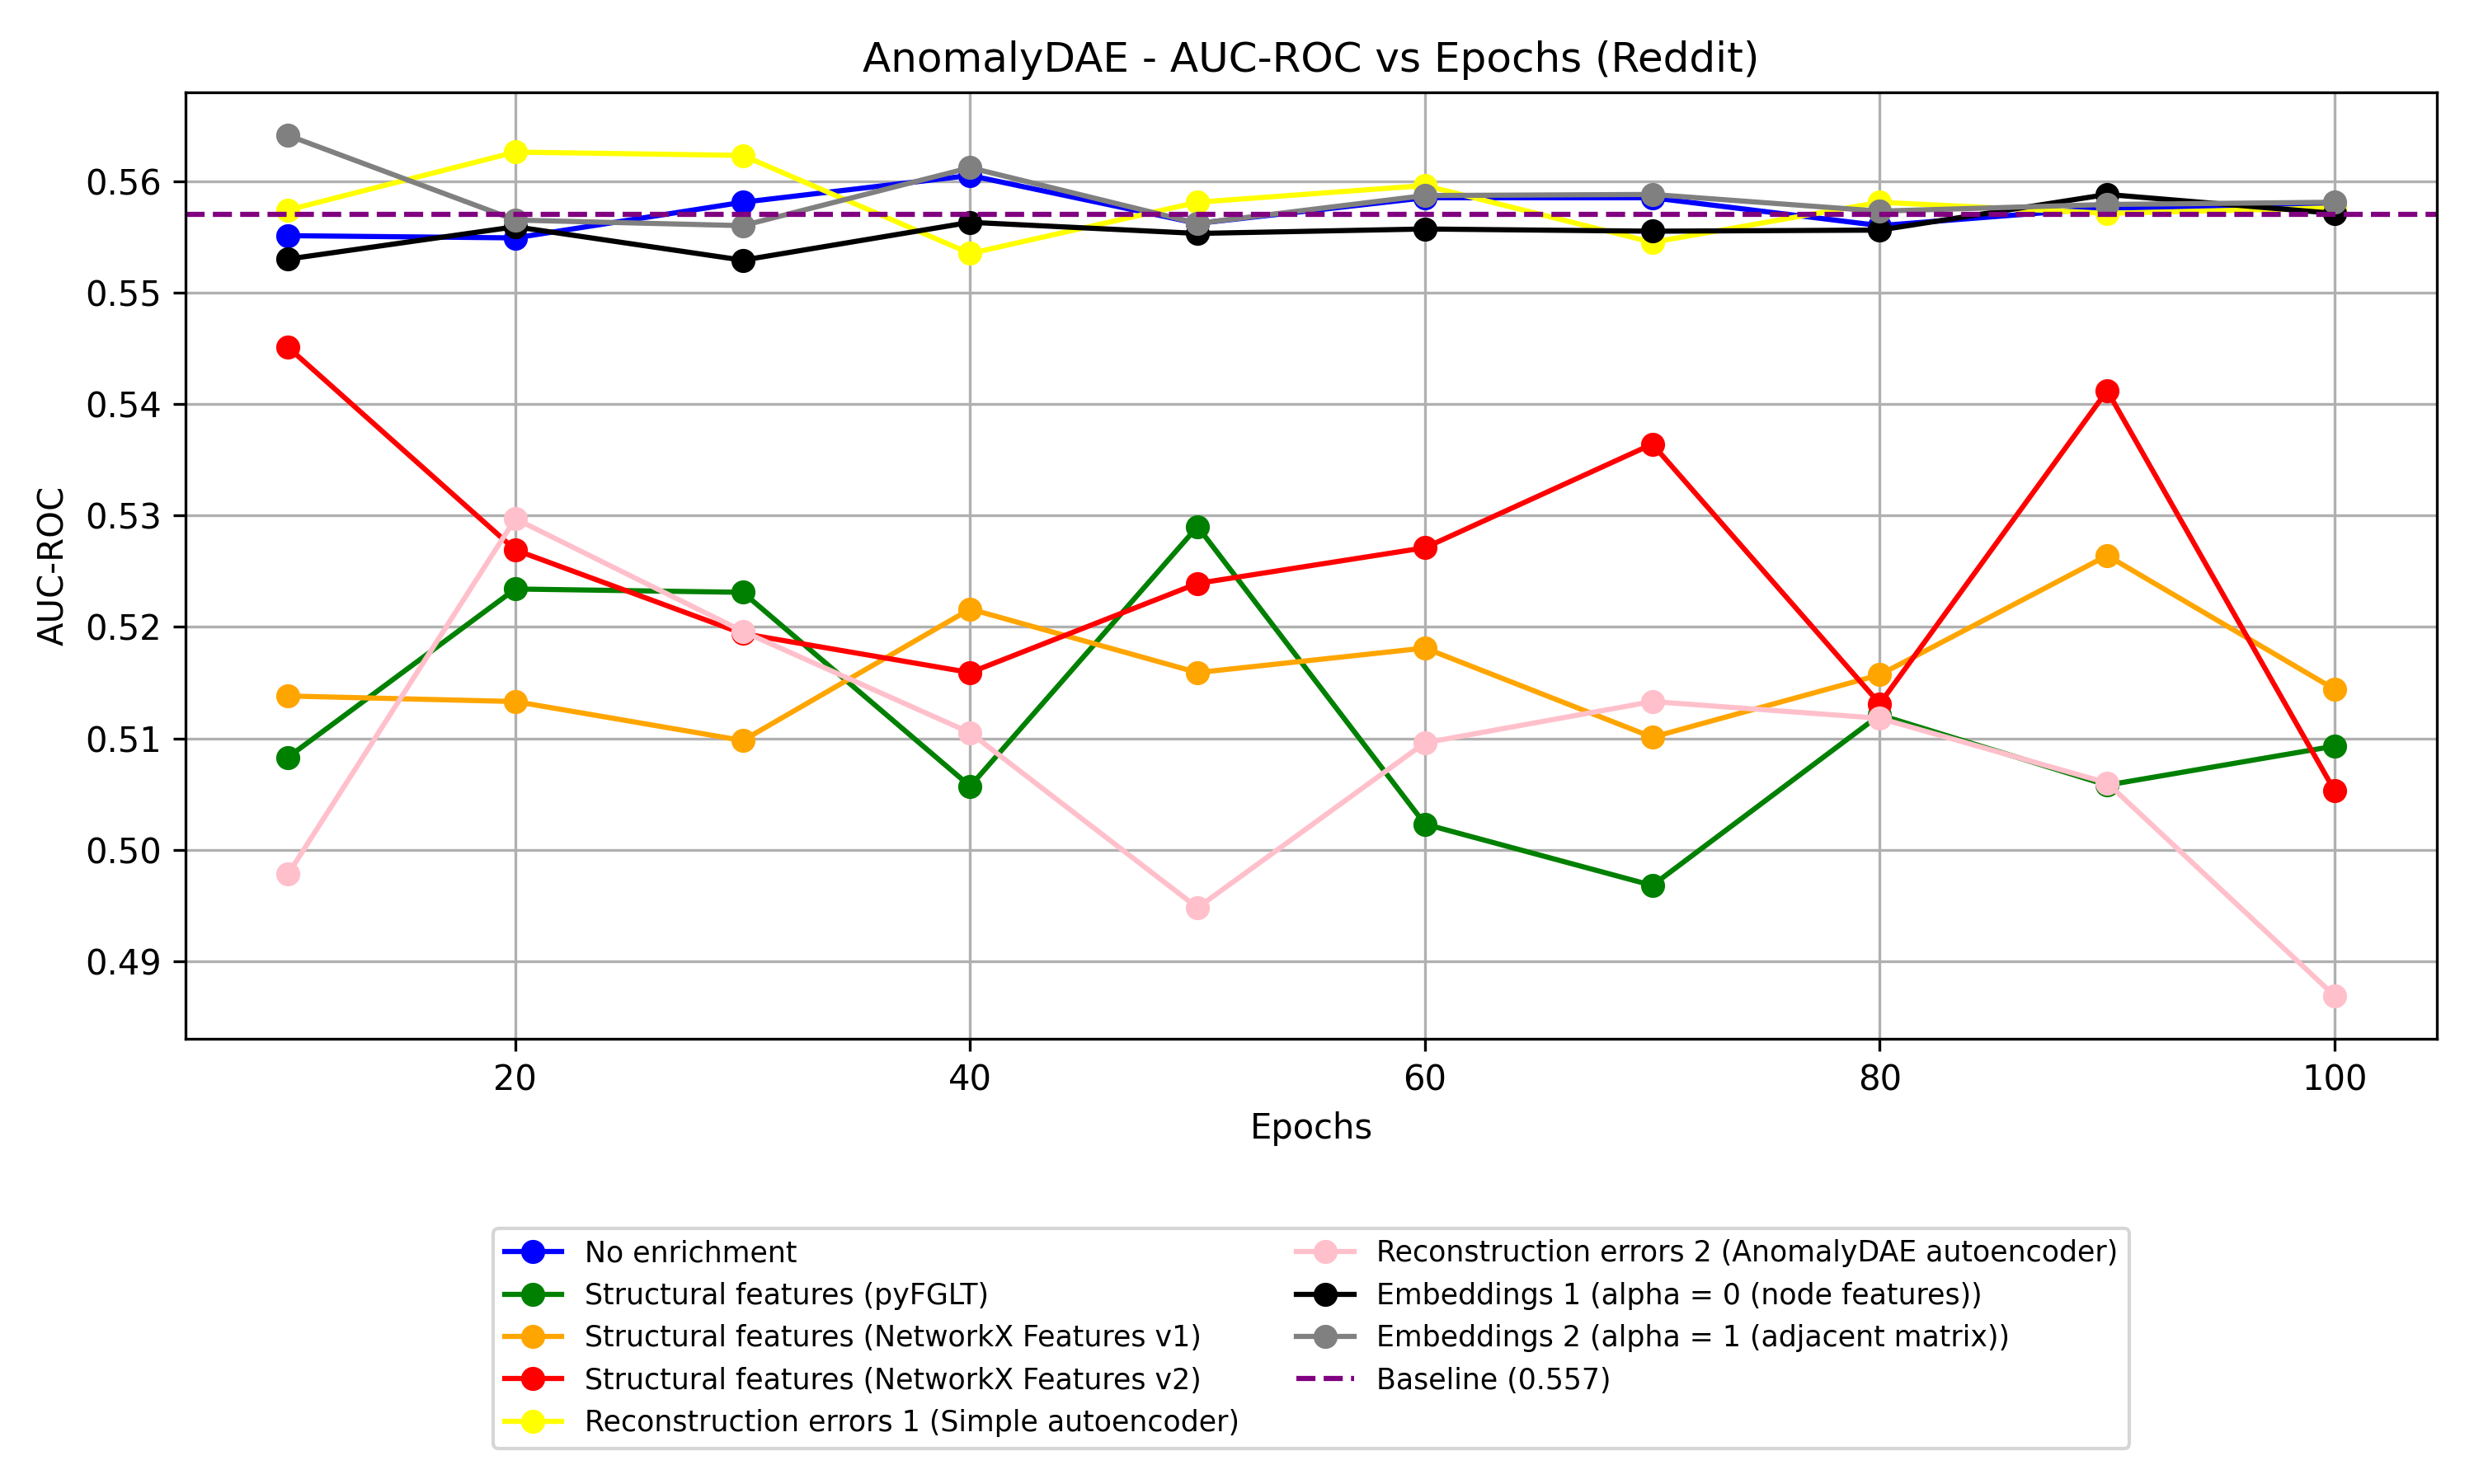 AnomalyDAE - AUC-ROC vs Epochs (Reddit)
AUC-ROC
0.56
0.55
0.54
0.53
0.52
0.51
0.50
0.49
20 40 60 80 100
Epochs
No enrichment
Structural features (pyFGLT)
Structural features (NetworkX Features v1)
Structural features (NetworkX Features v2)
Reconstruction errors 1 (Simple autoencoder)
Reconstruction errors 2 (AnomalyDAE autoencoder)
Embeddings 1 (alpha = 0 (node features))
Embeddings 2 (alpha = 1 (adjacent matrix))
Baseline (0.557)